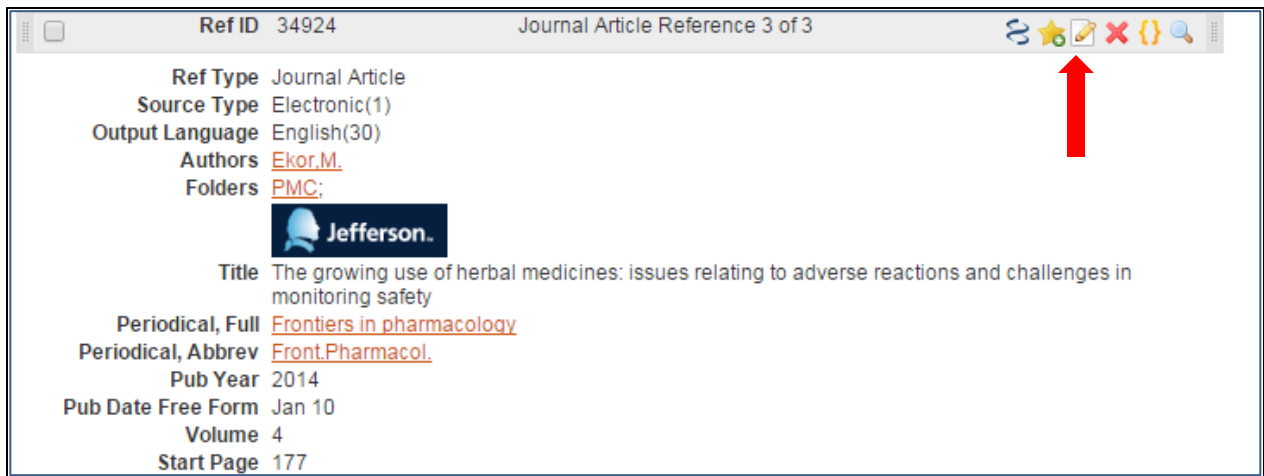 Ref ID 34924 Journal Article Reference 3 of 3
Ref Type Journal Article
Source Type Electronic(1)
Output Language English(30)
Authors Ekor,M.
Folders PMC;
Jefferson™
Title The growing use of herbal medicines: issues relating to adverse reactions and challenges in
monitoring safety
Periodical, Full Frontiers in pharmacology
Periodical, Abbrev Front.Pharmacol.
Pub Year 2014
Pub Date Free Form Jan 10
Volume 4
Start Page 177